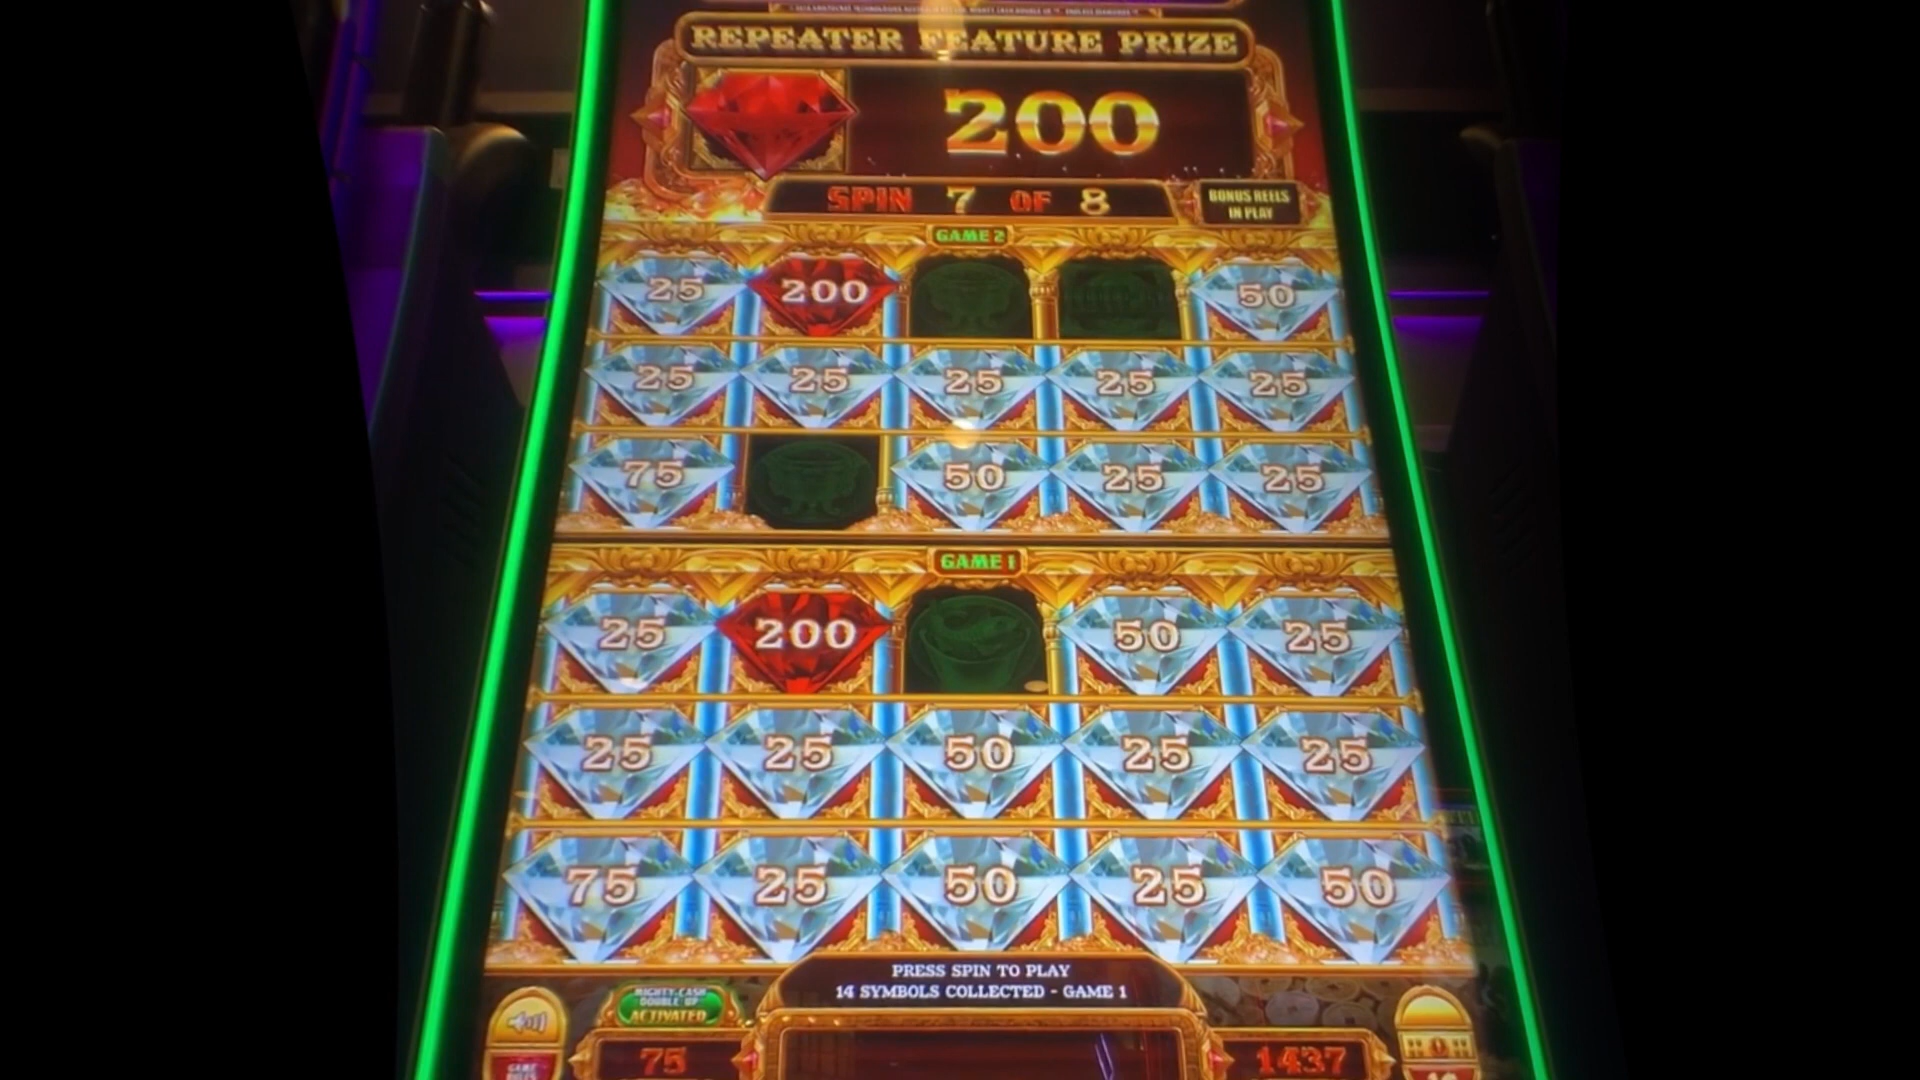 REPEATER FEATURE PRIZE
200
SPIN 7 OF 8
BONUS REELS
IN PLAY
GAME 2
25 200 50
25 25 25 25 25
75 50 25 25
GAME 1
25 200 50 25
25 25 50 25 25
75 25 50 25 50
PRESS SPIN TO PLAY
14 SYMBOLS COLLECTED - GAME 1
MIGHTY CASH
DOUBLE UP
ACTIVATED
75
1437
GAME
RULES